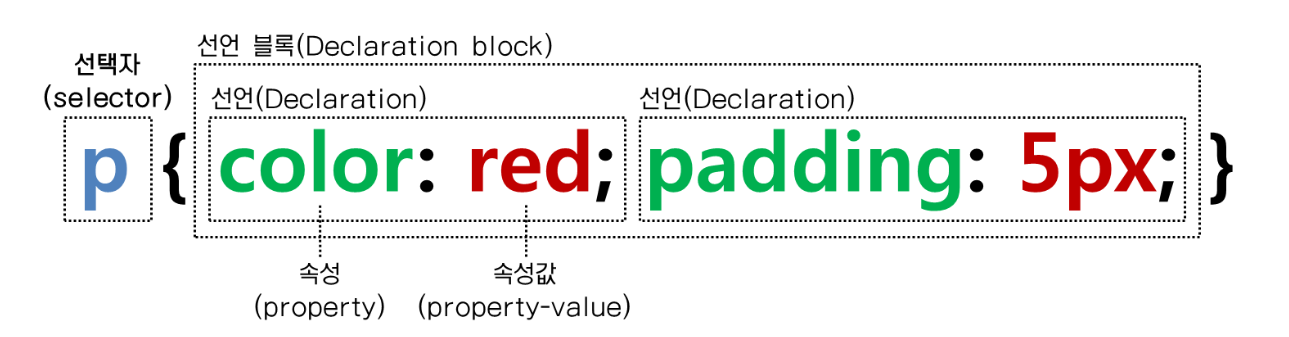 선언 블록(Declaration block)
선택자
(selector)
선언(Declaration) 선언(Declaration)
p { color: red; padding: 5px; }
속성 속성값
(property) (property-value)